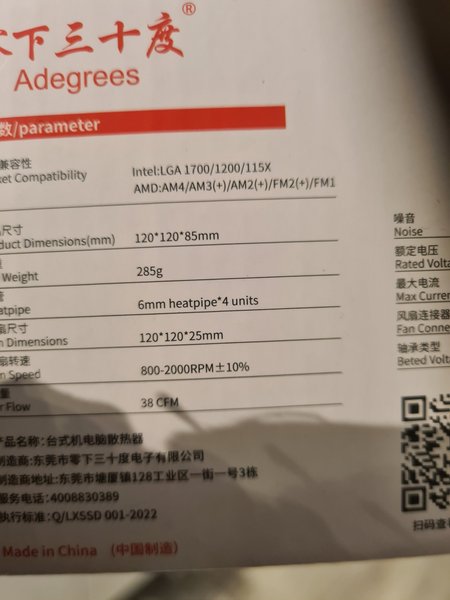 下三十度®
Adegrees
数/parameter
兼容性
ket Compatibility
Intel:LGA 1700/1200/115X
AMD:AM4/AM3(+)/AM2(+)/FM2(+)/FM1
尺寸
duct Dimensions(mm)
120*120*85mm
Weight
285g
管
atpipe
6mm heatpipe*4 units
扇尺寸
n Dimensions
120*120*25mm
扇转速
n Speed
800-2000RPM±10%
量
r Flow
38 CFM
噪音
Noise
额定电压
Rated Volta
最大电流
Max Curren
风扇连接器
Fan Conne
轴承类型
Beted Volta
产品名称:台式机电脑散热器
制造商:东莞市零下三十度电子有限公司
制造商地址:东莞市塘厦镇128工业区一街一号3栋
服务电话:4008830389
执行标准:Q/LXSSD 001-2022
Made in China (中国制造)
扫码查看